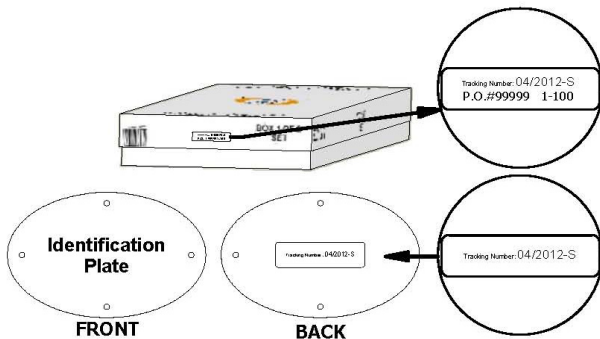 Tracking Number: 04/2012-S
P.O.#99999 1-100
BOX 1 OF
SET
Identification
Plate
Tracking Number: 04/2012-S
Tracking Number: 04/2012-S
FRONT
BACK